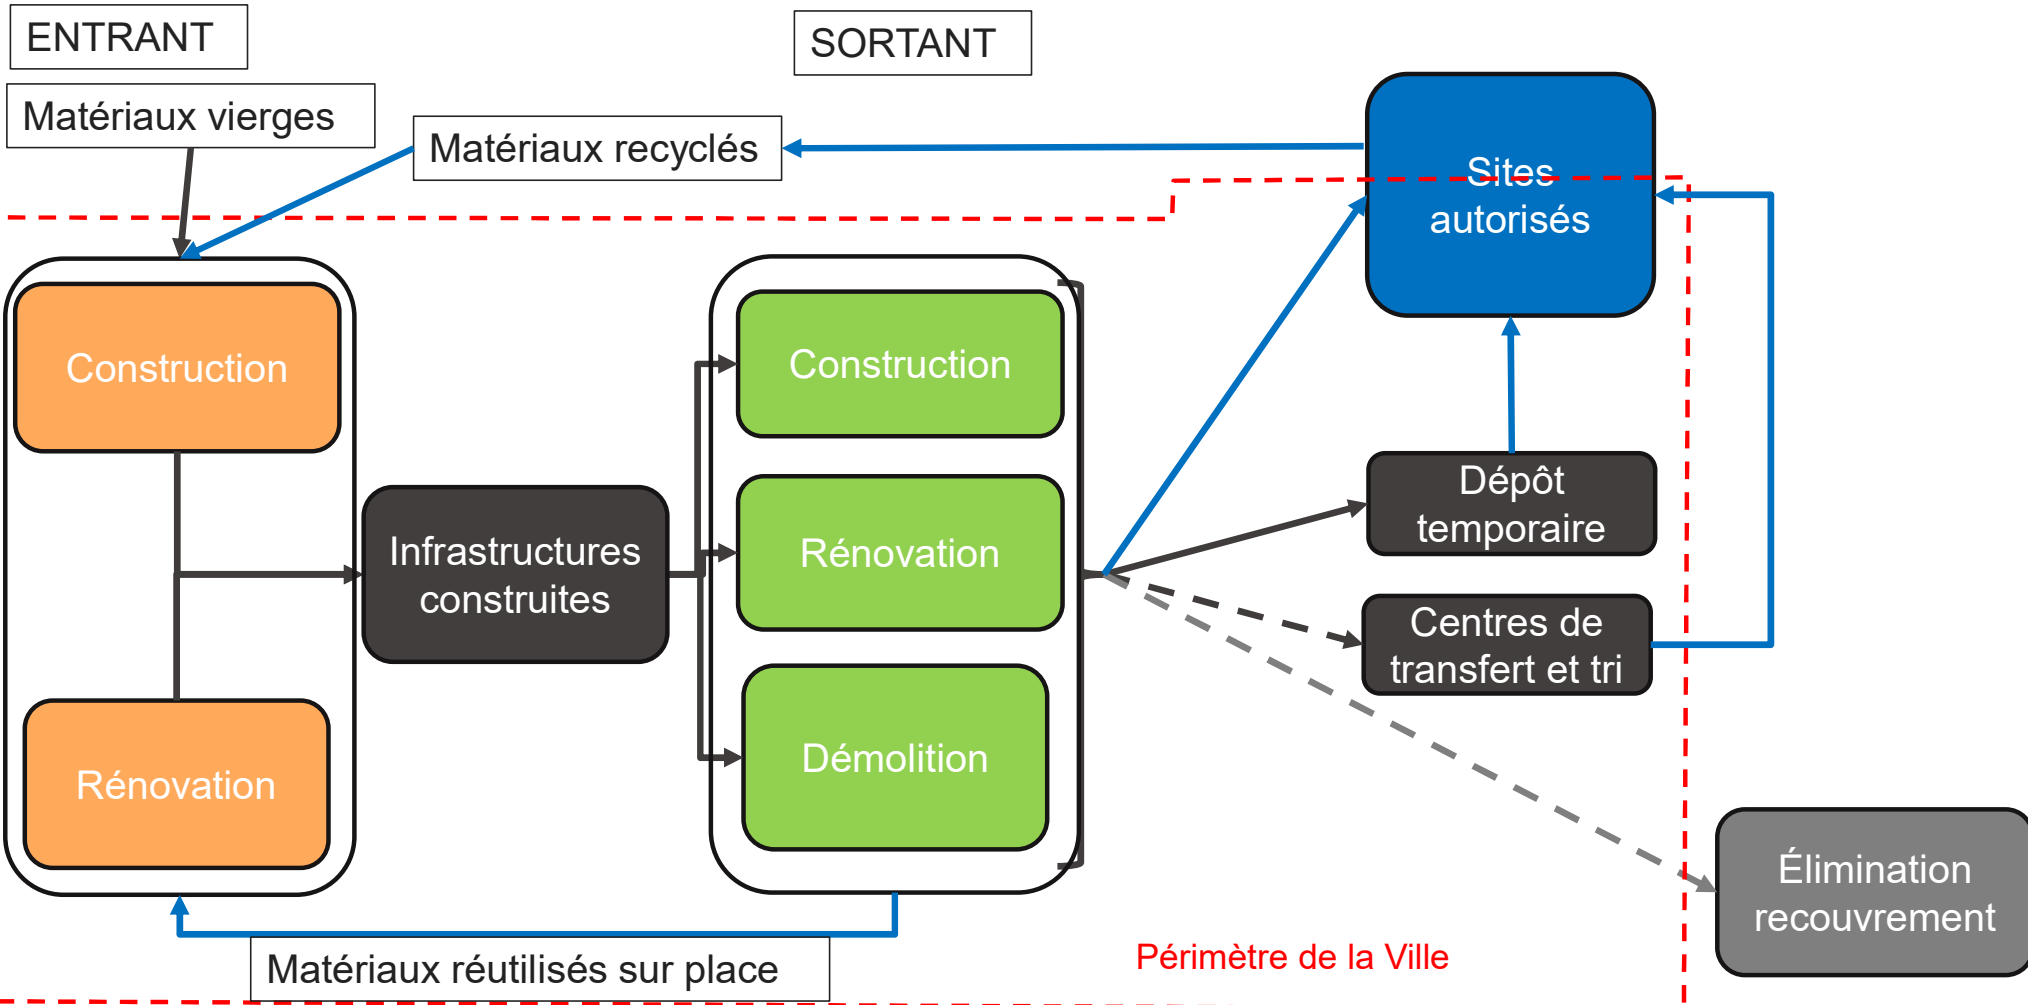 ENTRANT
SORTANT
Matériaux vierges
Matériaux recyclés
Sites
autorisés
Construction
Rénovation
Infrastructures
construites
Construction
Rénovation
Démolition
Dépôt
temporaire
Centres de
transfert et tri
Élimination
recouvrement
Matériaux réutilisés sur place
Périmètre de la Ville